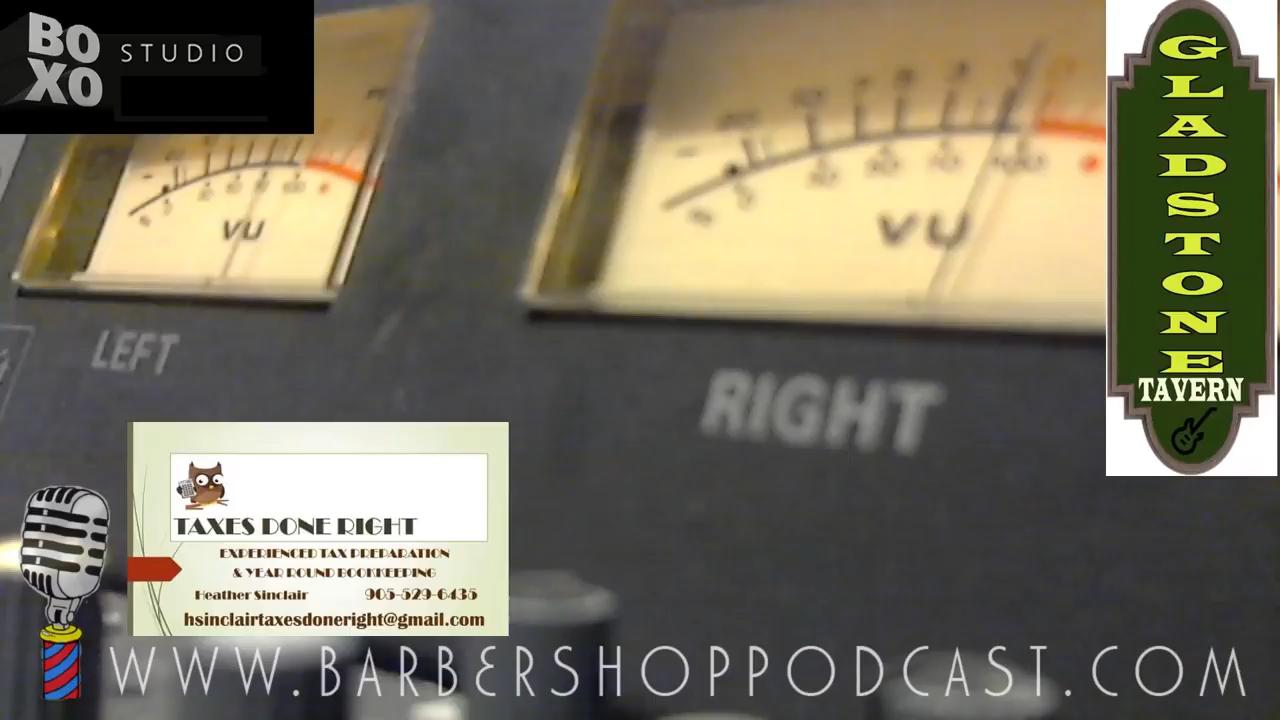 BO
XO
STUDIO
GLADSTONE
TAVERN
VU
VU
LEFT
RIGHT
TAXES DONE RIGHT
EXPERIENCED TAX PREPARATION
& YEAR ROUND BOOKKEEPING
Heather Sinclair 905-529-6435
hsinclairtaxesdoneright@gmail.com
WWW.BARBERSHOPPODCAST.COM